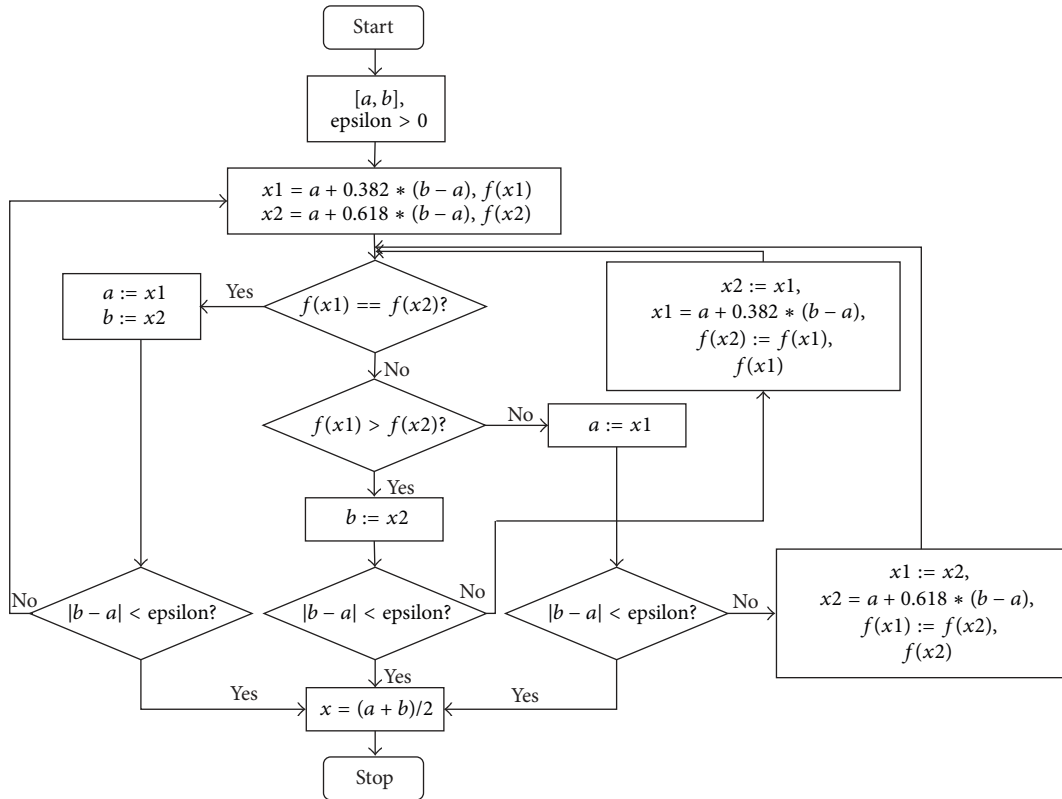 Start
[a, b],
epsilon > 0
x1 = a + 0.382 ∗ (b − a), f(x1)
x2 = a + 0.618 ∗ (b − a), f(x2)
a := x1
b := x2
Yes
f(x1) == f(x2)?
x2 := x1,
x1 = a + 0.382 ∗ (b − a),
f(x2) := f(x1),
f(x1)
No
f(x1) > f(x2)?
No
a := x1
Yes
b := x2
No
|b − a| < epsilon?
|b − a| < epsilon?
No
|b − a| < epsilon?
No
x1 := x2,
x2 = a + 0.618 ∗ (b − a),
f(x1) := f(x2),
f(x2)
Yes
Yes
Yes
x = (a + b)/2
Stop